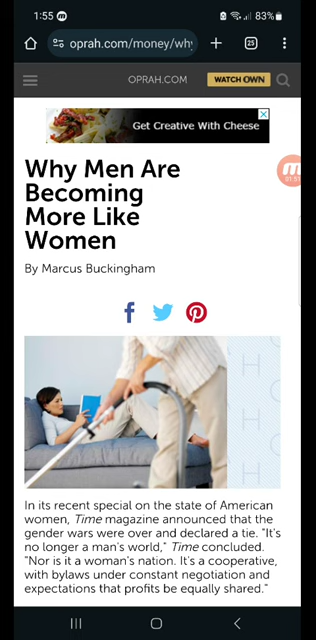 1:55
83%
oprah.com/money/why
25
OPRAH.COM
WATCH OWN
Get Creative With Cheese
Why Men Are
Becoming
More Like
Women
By Marcus Buckingham
In its recent special on the state of American
women, Time magazine announced that the
gender wars were over and declared a tie. "It's
no longer a man's world," Time concluded.
"Nor is it a woman's nation. It's a cooperative,
with bylaws under constant negotiation and
expectations that profits be equally shared."